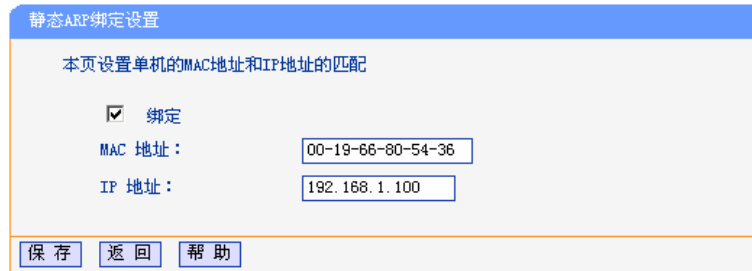 静态ARP绑定设置
本页设置单机的MAC地址和IP地址的匹配
绑定
MAC 地址： 00-19-66-80-54-36
IP 地址： 192.168.1.100
保 存 返 回 帮 助